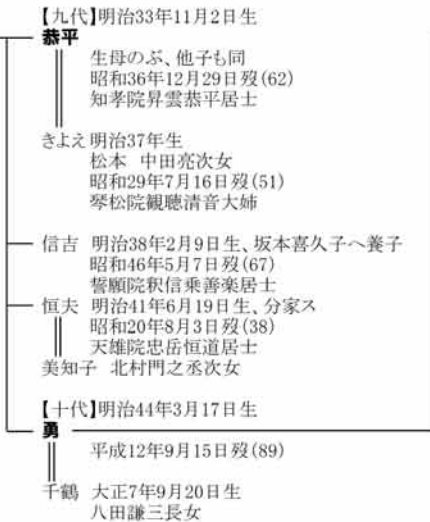 【九代】明治33年11月2日生
恭平
生母のぶ、他子も同
昭和36年12月29日歿(62)
知孝院昇雲恭平居士
きよえ 明治37年生
松本 中田亮次女
昭和29年7月16日歿(51)
琴松院観聴清音大姉
信吉 明治38年2月9日生、坂本喜久子へ養子
昭和46年5月7日歿(67)
誓願院釈信乗善楽居士
恒夫 明治41年6月19日生、分家ス
昭和20年8月3日歿(38)
天雄院忠岳恒道居士
美知子 北村門之丞次女
【十代】明治44年3月17日生
勇
平成12年9月15日歿(89)
千鶴 大正7年9月20日生
八田謙三長女